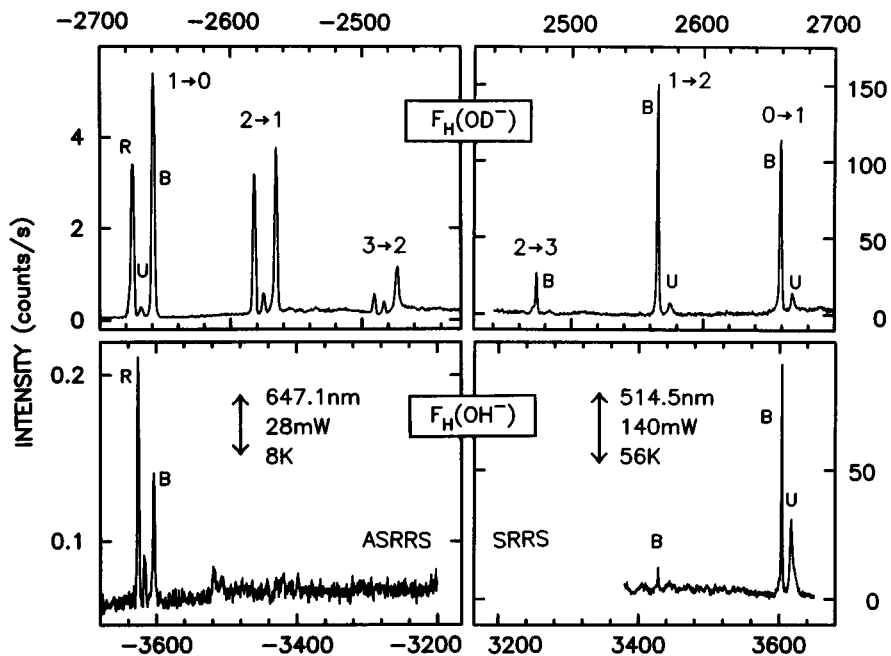 −2700 −2600 −2500 2500 2600 2700
1→0
2→1
3→2
R
U
B
F_H(OD⁻)
1→2
0→1
2→3
B
B
B
U
U
4
2
0
150
100
50
0
INTENSITY (counts/s)
R
B
647.1nm
28mW
8K
ASRRS
F_H(OH⁻)
514.5nm
140mW
56K
SRRS
B
B
U
0.2
0.1
50
0
−3600 −3400 −3200 3200 3400 3600